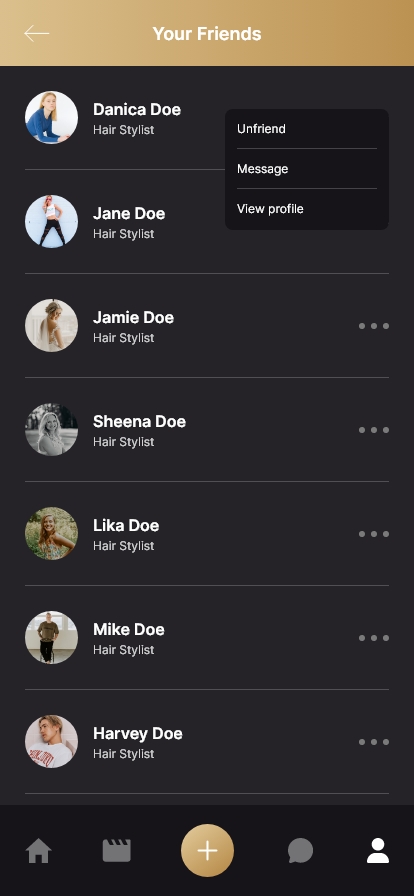 Your Friends
Danica Doe
Hair Stylist
Unfriend
Message
View profile
Jane Doe
Hair Stylist
Jamie Doe
Hair Stylist
Sheena Doe
Hair Stylist
Lika Doe
Hair Stylist
Mike Doe
Hair Stylist
Harvey Doe
Hair Stylist